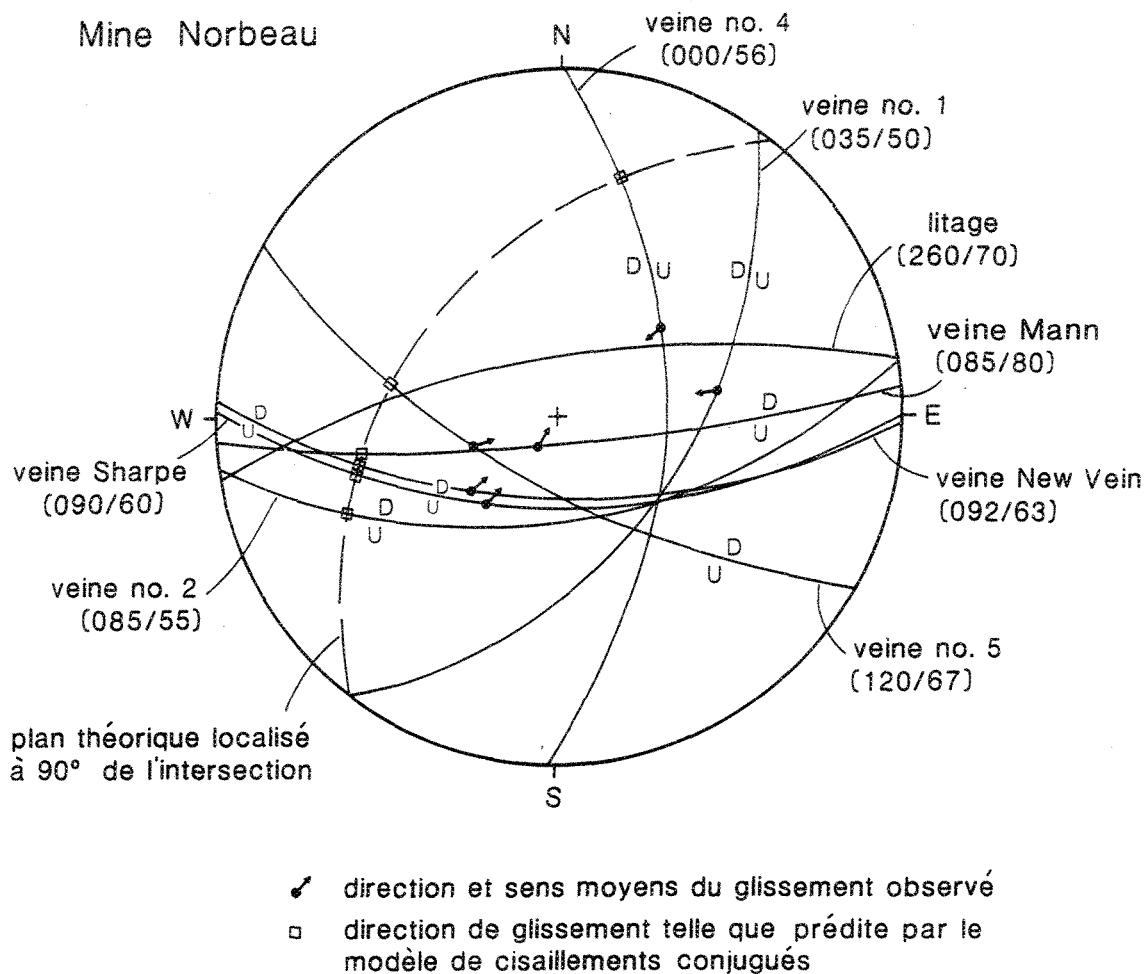 Mine Norbeau
veine no. 4
(000/56)
N
veine no. 1
(035/50)
litage
(260/70)
D U
D
U
veine Mann
(085/80)
W
E
D
U
D
U
veine Sharpe
(090/60)
D
U
veine New Vein
(092/63)
D
U
D
U
veine no. 2
(085/55)
veine no. 5
(120/67)
plan théorique localisé
à 90° de l'intersection
S
direction et sens moyens du glissement observé
direction de glissement telle que prédite par le
modèle de cisaillements conjugués